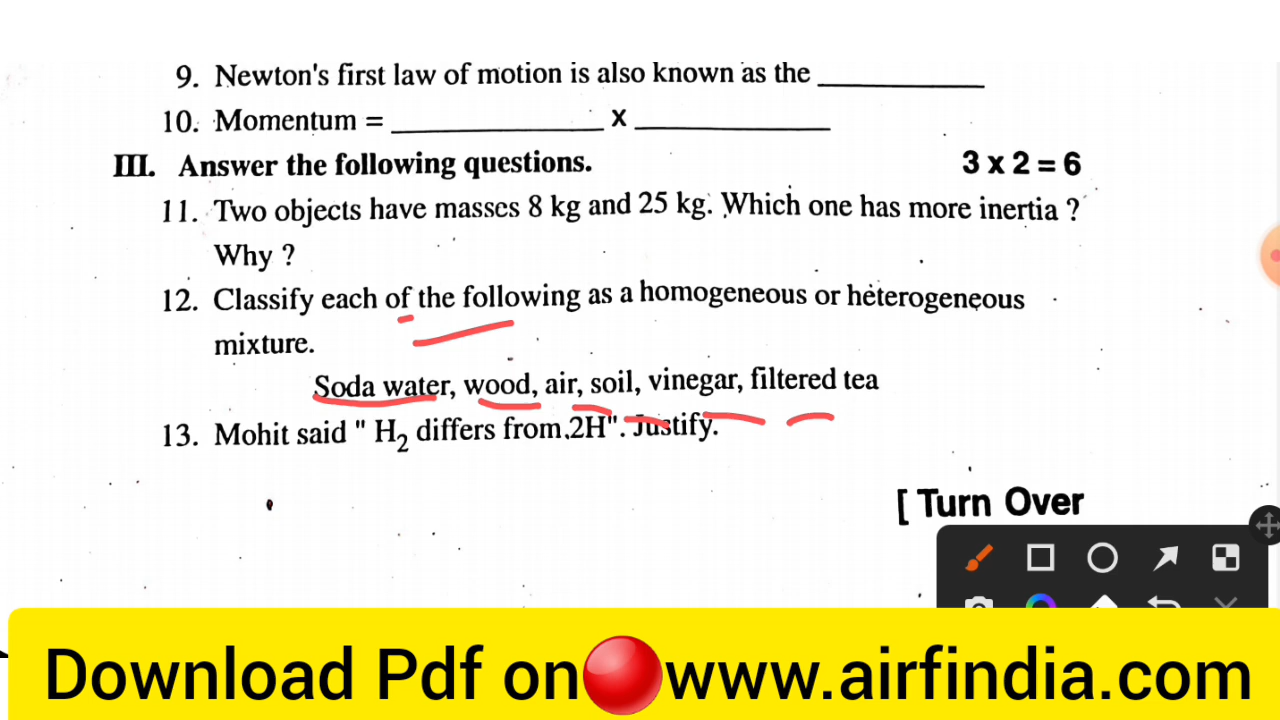 9. Newton's first law of motion is also known as the ____________
10. Momentum = ____________ x ____________
III. Answer the following questions. 3 x 2 = 6
11. Two objects have masses 8 kg and 25 kg. Which one has more inertia ?
Why ?
12. Classify each of the following as a homogeneous or heterogeneous
mixture.
Soda water, wood, air, soil, vinegar, filtered tea
13. Mohit said " H₂ differs from 2H". Justify.
[ Turn Over
Download Pdf on www.airfindia.com